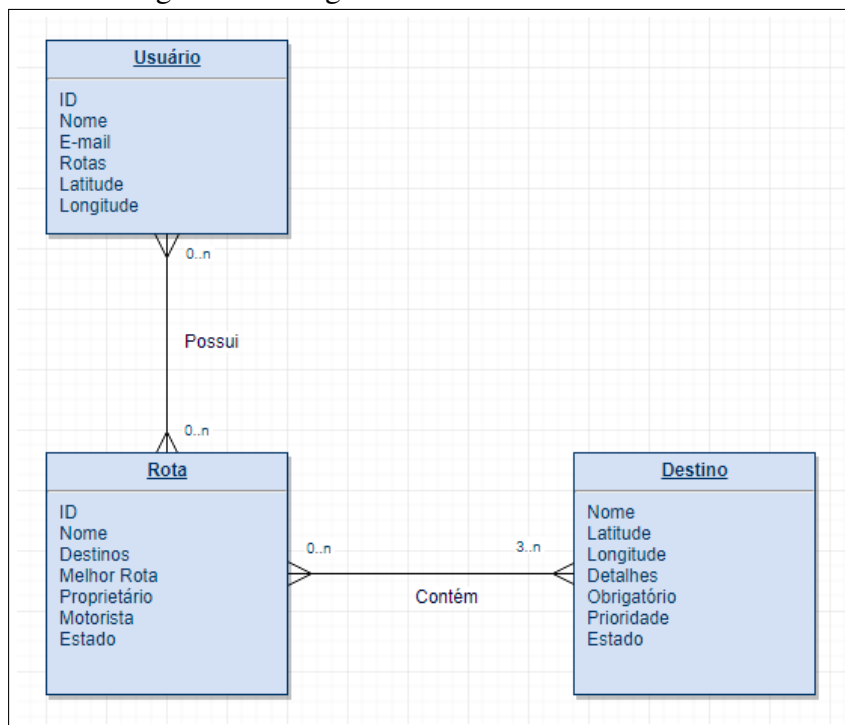 Usuário
ID
Nome
E-mail
Rotas
Latitude
Longitude
0..n
Possui
0..n
Rota
ID
Nome
Destinos
Melhor Rota
Proprietário
Motorista
Estado
0..n
3..n
Contém
Destino
Nome
Latitude
Longitude
Detalhes
Obrigatório
Prioridade
Estado